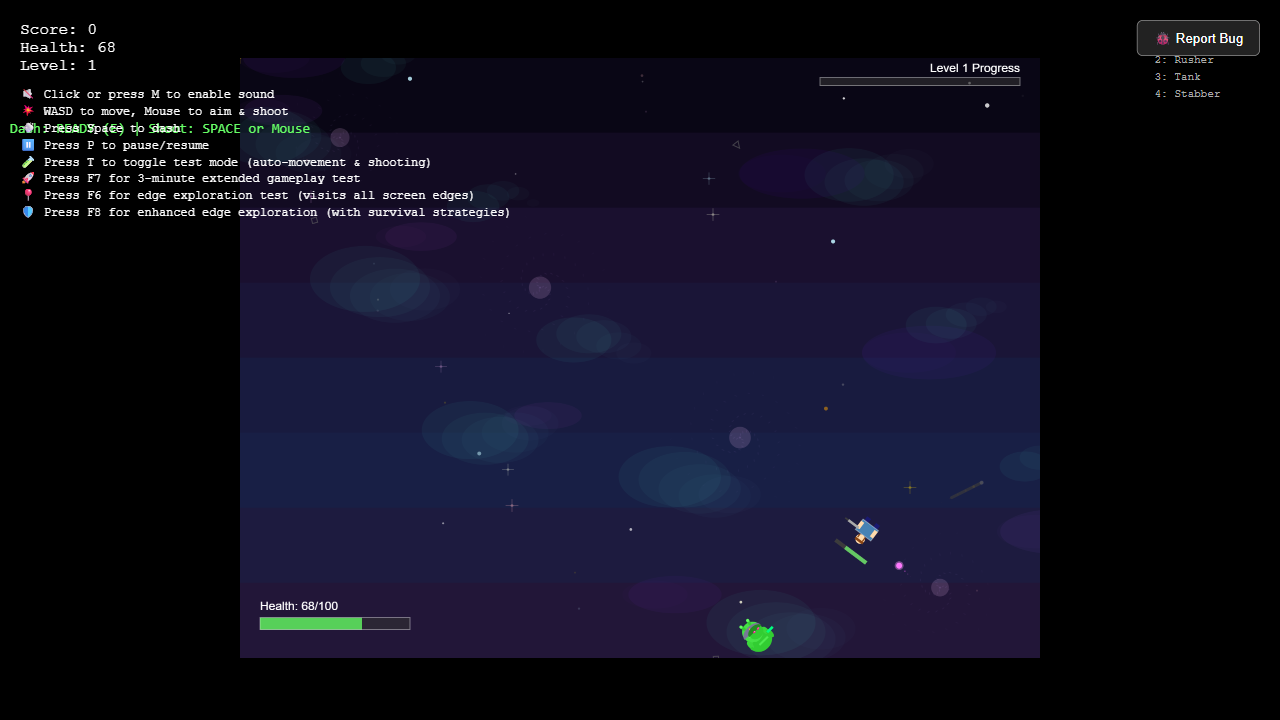 Score: 0
Health: 68
Level: 1
Click or press M to enable sound
WASD to move, Mouse to aim & shoot
Press Space to dash
Dash: READY (E) | Shoot: SPACE or Mouse
Press P to pause/resume
Press T to toggle test mode (auto-movement & shooting)
Press F7 for 3-minute extended gameplay test
Press F6 for edge exploration test (visits all screen edges)
Press F8 for enhanced edge exploration (with survival strategies)
Level 1 Progress
Report Bug
2: Rusher
3: Tank
4: Stabber
Health: 68/100